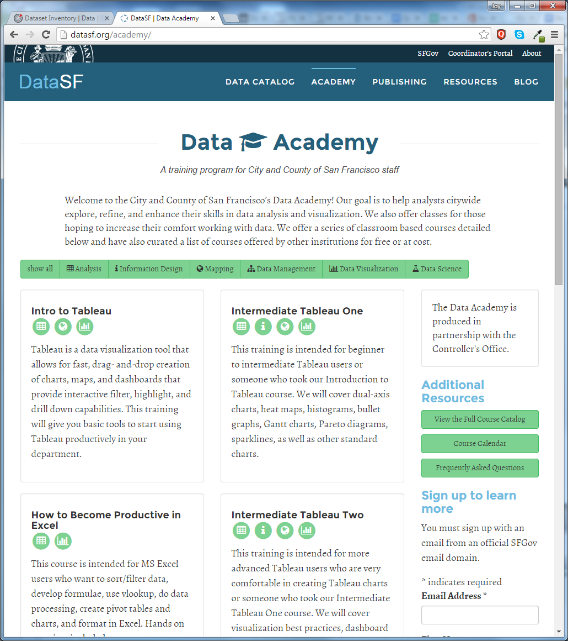 Dataset Inventory | Data
DataSF | Data Academy
datasf.org/academy/
SFGov Coordinator's Portal About
DataSF
DATA CATALOG ACADEMY PUBLISHING RESOURCES BLOG
Data Academy
A training program for City and County of San Francisco staff
Welcome to the City and County of San Francisco's Data Academy! Our goal is to help analysts citywide
explore, refine, and enhance their skills in data analysis and visualization. We also offer classes for those
hoping to increase their comfort working with data. We offer a series of classroom based courses detailed
below and have also curated a list of courses offered by other institutions for free or at cost.
show all Analysis Information Design Mapping Data Management Data Visualization Data Science
Intro to Tableau
Tableau is a data visualization tool that
allows for fast, drag- and-drop creation
of charts, maps, and dashboards that
provide interactive filter, highlight, and
drill down capabilities. This training
will give you basic tools to start using
Tableau productively in your
department.
Intermediate Tableau One
This training is intended for beginner
to intermediate Tableau users or
someone who took our Introduction to
Tableau course. We will cover dual-axis
charts, heat maps, histograms, bullet
graphs, Gantt charts, Pareto diagrams,
sparklines, as well as other standard
charts.
The Data Academy is
produced in
partnership with the
Controller's Office.
Additional
Resources
View the Full Course Catalog
Course Calendar
Frequently Asked Questions
How to Become Productive in
Excel
This course is intended for MS Excel
users who want to sort/filter data,
develop formulae, use vlookup, do data
processing, create pivot tables and
charts, and format in Excel. Hands on
Intermediate Tableau Two
This training is intended for more
advanced Tableau users who are very
comfortable in creating Tableau charts
or someone who took our Intermediate
Tableau One course. We will cover
visualization best practices, dashboard
Sign up to learn
more
You must sign up with an
email from an official SFGov
email domain.
* indicates required
Email Address *